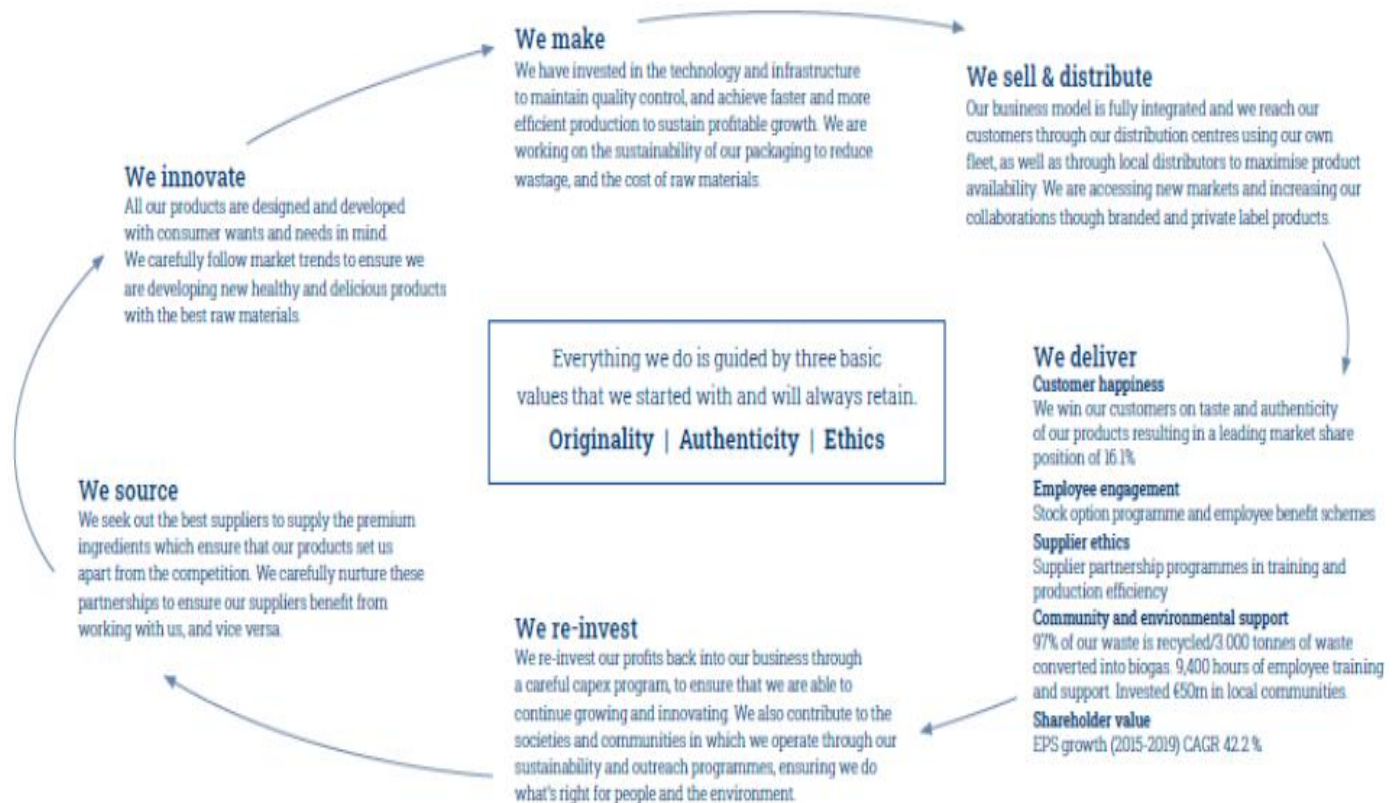 We make
We have invested in the technology and infrastructure
to maintain quality control, and achieve faster and more
efficient production to sustain profitable growth. We are
working on the sustainability of our packaging to reduce
wastage, and the cost of raw materials.
We sell & distribute
Our business model is fully integrated and we reach our
customers through our distribution centres using our own
fleet, as well as through local distributors to maximise product
availability. We are accessing new markets and increasing our
collaborations though branded and private label products.
We innovate
All our products are designed and developed
with consumer wants and needs in mind.
We carefully follow market trends to ensure we
are developing new healthy and delicious products
with the best raw materials.
Everything we do is guided by three basic
values that we started with and will always retain.
Originality | Authenticity | Ethics
We deliver
Customer happiness
We win our customers on taste and authenticity
of our products resulting in a leading market share
position of 16.1%
Employee engagement
Stock option programme and employee benefit schemes
Supplier ethics
Supplier partnership programmes in training and
production efficiency
Community and environmental support
97% of our waste is recycled/3.000 tonnes of waste
converted into biogas. 9,400 hours of employee training
and support. Invested €50m in local communities.
Shareholder value
EPS growth (2015-2019) CAGR 42.2 %
We source
We seek out the best suppliers to supply the premium
ingredients which ensure that our products set us
apart from the competition. We carefully nurture these
partnerships to ensure our suppliers benefit from
working with us, and vice versa.
We re-invest
We re-invest our profits back into our business through
a careful capex program, to ensure that we are able to
continue growing and innovating. We also contribute to the
societies and communities in which we operate through our
sustainability and outreach programmes, ensuring we do
what's right for people and the environment.